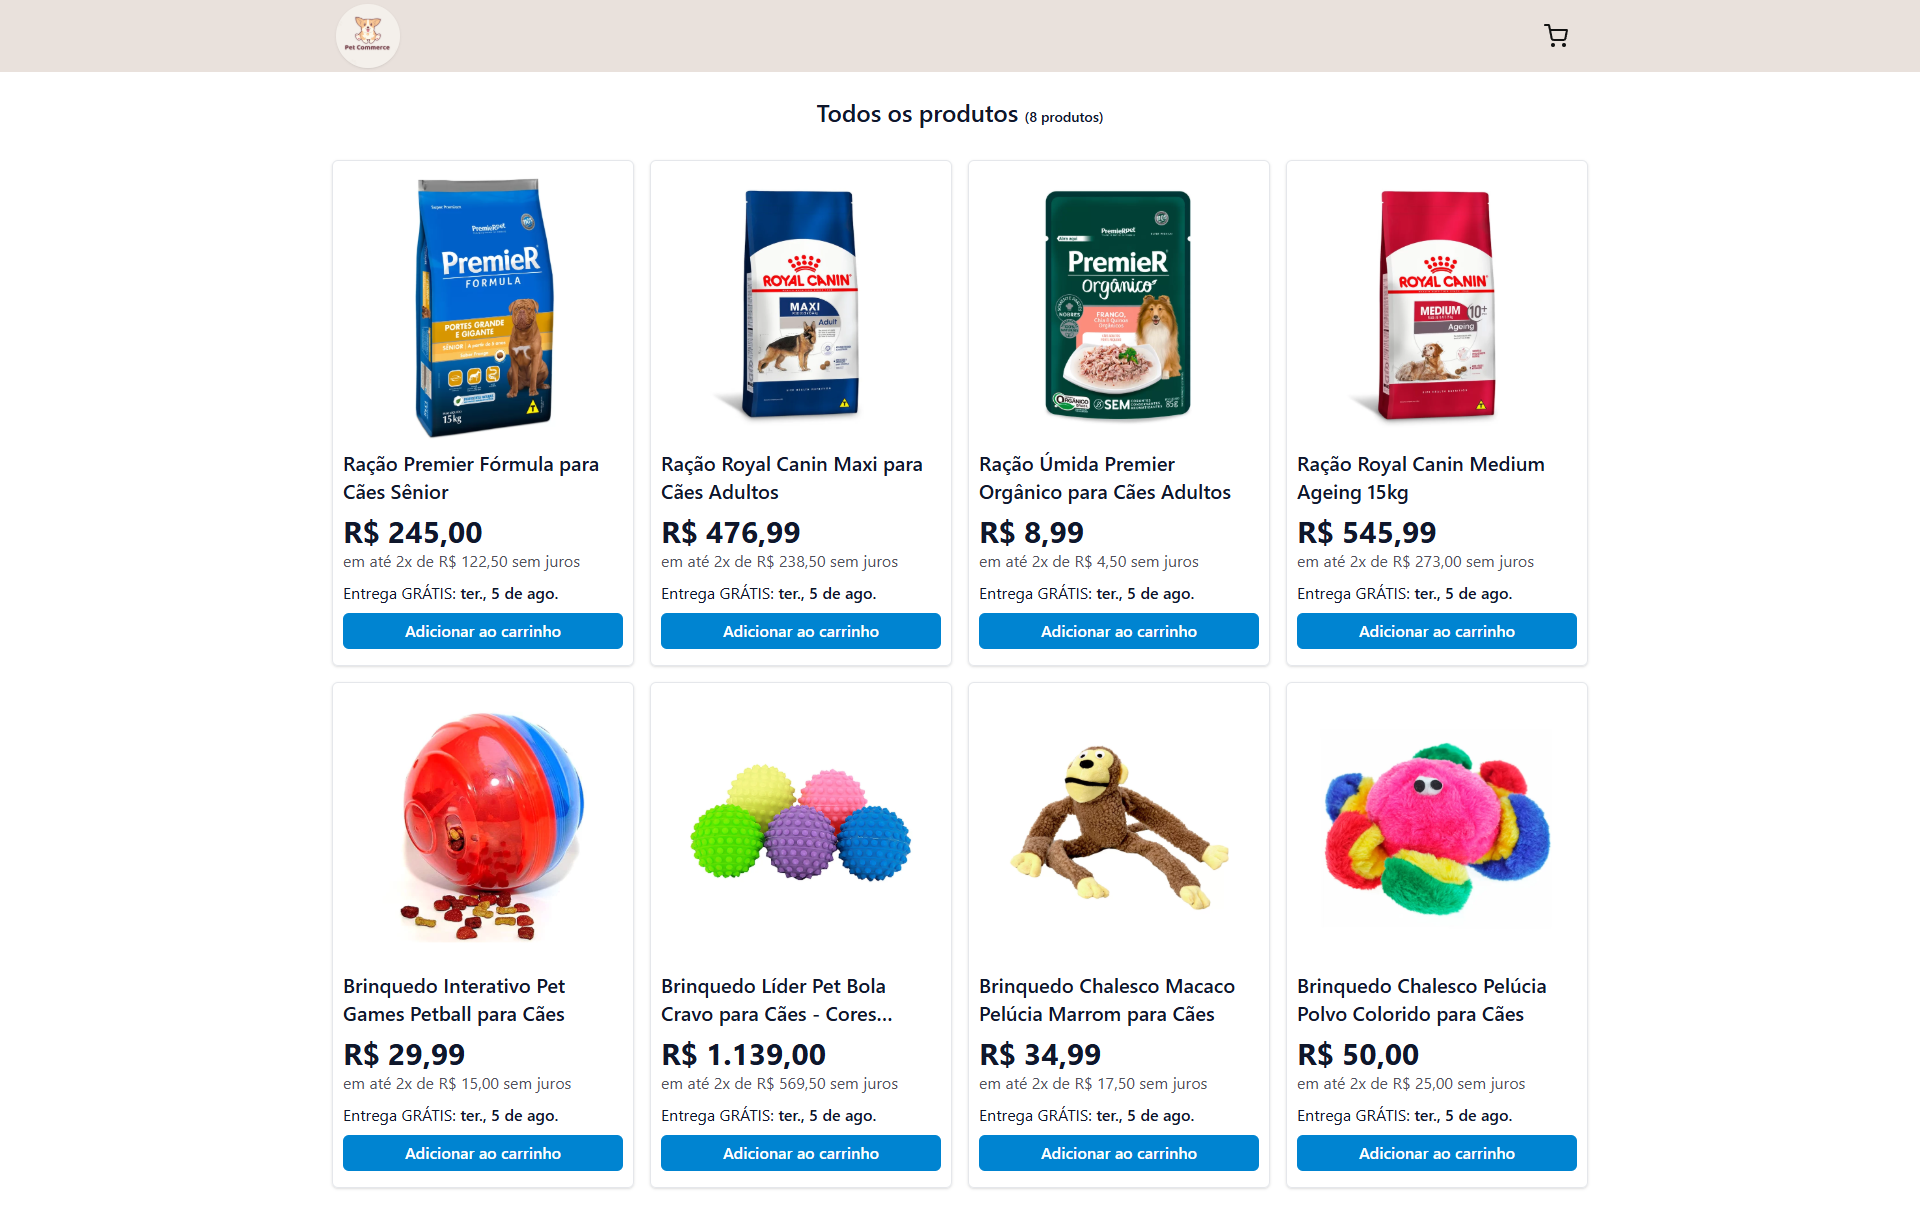 Pet Commerce
Todos os produtos (8 produtos)
PremieRpet
PremieR
FÓRMULA
PORTES GRANDE
E GIGANTE
SÊNIOR
15kg
ROYAL CANIN
MAXI
Adult
PremieRpet
PremieR
Orgânico
FRANGO,
NOBRES
ORGÂNICO
SEM
85g
ROYAL CANIN
MEDIUM 10+
Ageing
Ração Premier Fórmula para
Cães Sênior
R$ 245,00
em até 2x de R$ 122,50 sem juros
Entrega GRÁTIS: ter., 5 de ago.
Adicionar ao carrinho
Ração Royal Canin Maxi para
Cães Adultos
R$ 476,99
em até 2x de R$ 238,50 sem juros
Entrega GRÁTIS: ter., 5 de ago.
Adicionar ao carrinho
Ração Úmida Premier
Orgânico para Cães Adultos
R$ 8,99
em até 2x de R$ 4,50 sem juros
Entrega GRÁTIS: ter., 5 de ago.
Adicionar ao carrinho
Ração Royal Canin Medium
Ageing 15kg
R$ 545,99
em até 2x de R$ 273,00 sem juros
Entrega GRÁTIS: ter., 5 de ago.
Adicionar ao carrinho
Brinquedo Interativo Pet
Games Petball para Cães
R$ 29,99
em até 2x de R$ 15,00 sem juros
Entrega GRÁTIS: ter., 5 de ago.
Adicionar ao carrinho
Brinquedo Líder Pet Bola
Cravo para Cães - Cores...
R$ 1.139,00
em até 2x de R$ 569,50 sem juros
Entrega GRÁTIS: ter., 5 de ago.
Adicionar ao carrinho
Brinquedo Chalesco Macaco
Pelúcia Marrom para Cães
R$ 34,99
em até 2x de R$ 17,50 sem juros
Entrega GRÁTIS: ter., 5 de ago.
Adicionar ao carrinho
Brinquedo Chalesco Pelúcia
Polvo Colorido para Cães
R$ 50,00
em até 2x de R$ 25,00 sem juros
Entrega GRÁTIS: ter., 5 de ago.
Adicionar ao carrinho